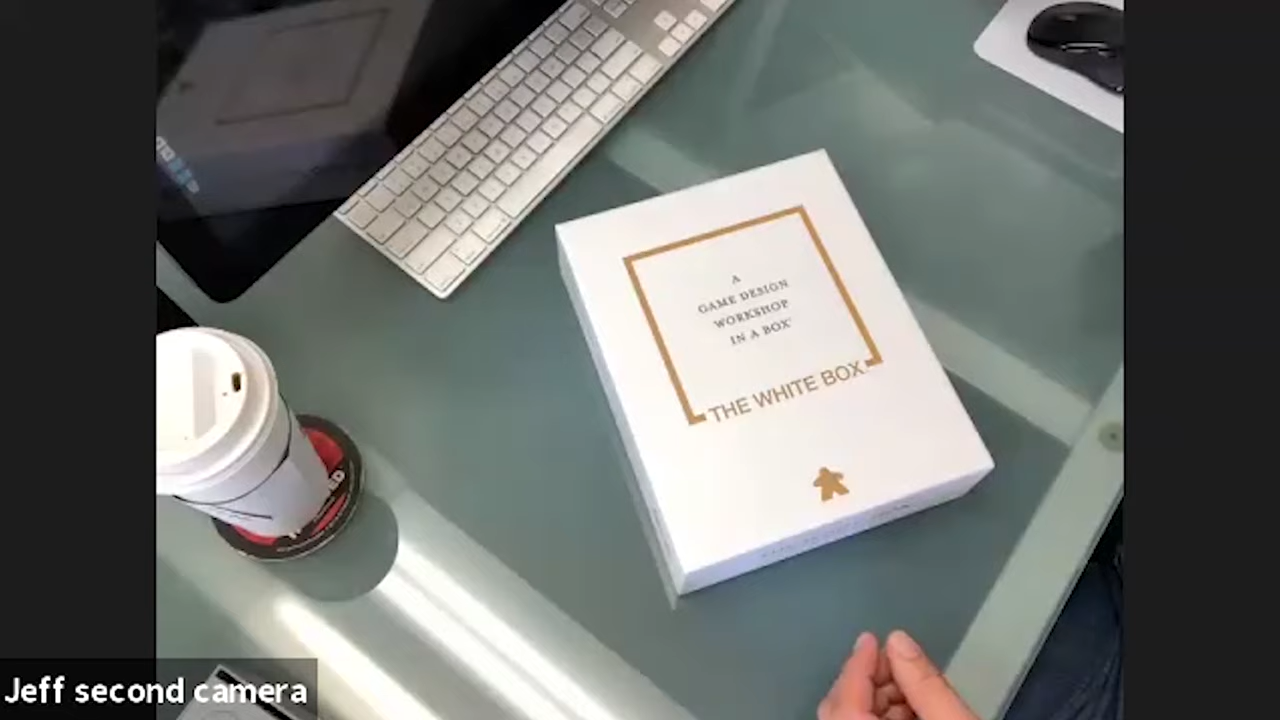 A
GAME DESIGN
WORKSHOP
IN A BOX
THE WHITE BOX
Jeff second camera